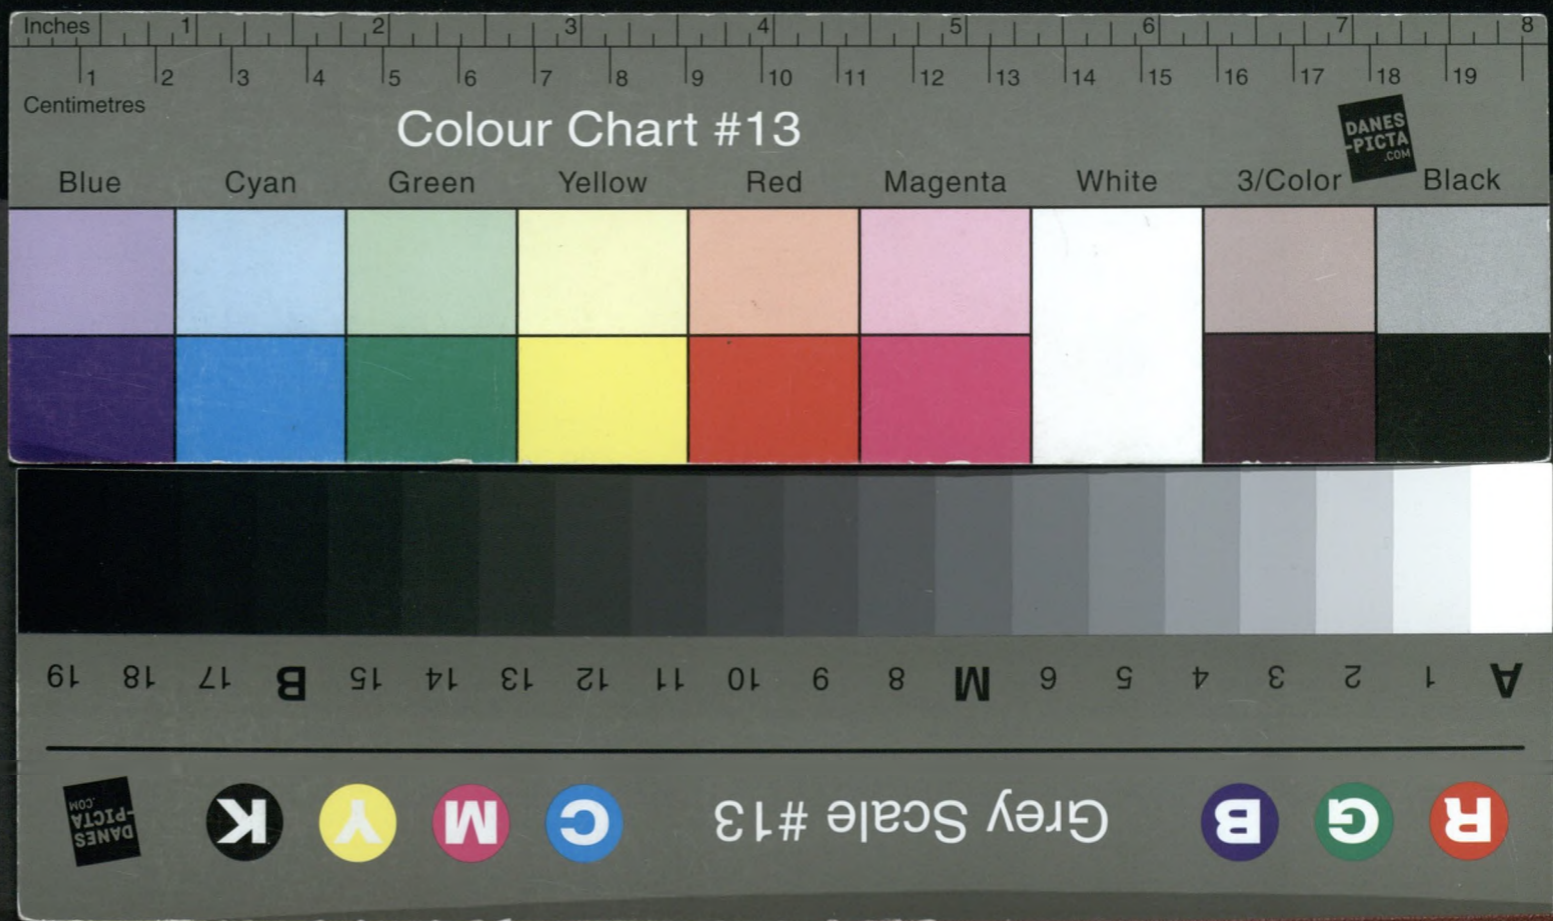 Inches 1 2 3 4 5 6 7 8
1 2 3 4 5 6 7 8 9 10 11 12 13 14 15 16 17 18 19
Centimetres
Colour Chart #13
DANES
-PICTA
.COM
Blue Cyan Green Yellow Red Magenta White 3/Color Black
R G B Grey Scale #13 C M Y K
DANES
-PICTA
.COM
A 1 2 3 4 5 6 M 8 9 10 11 12 13 14 15 B 17 18 19